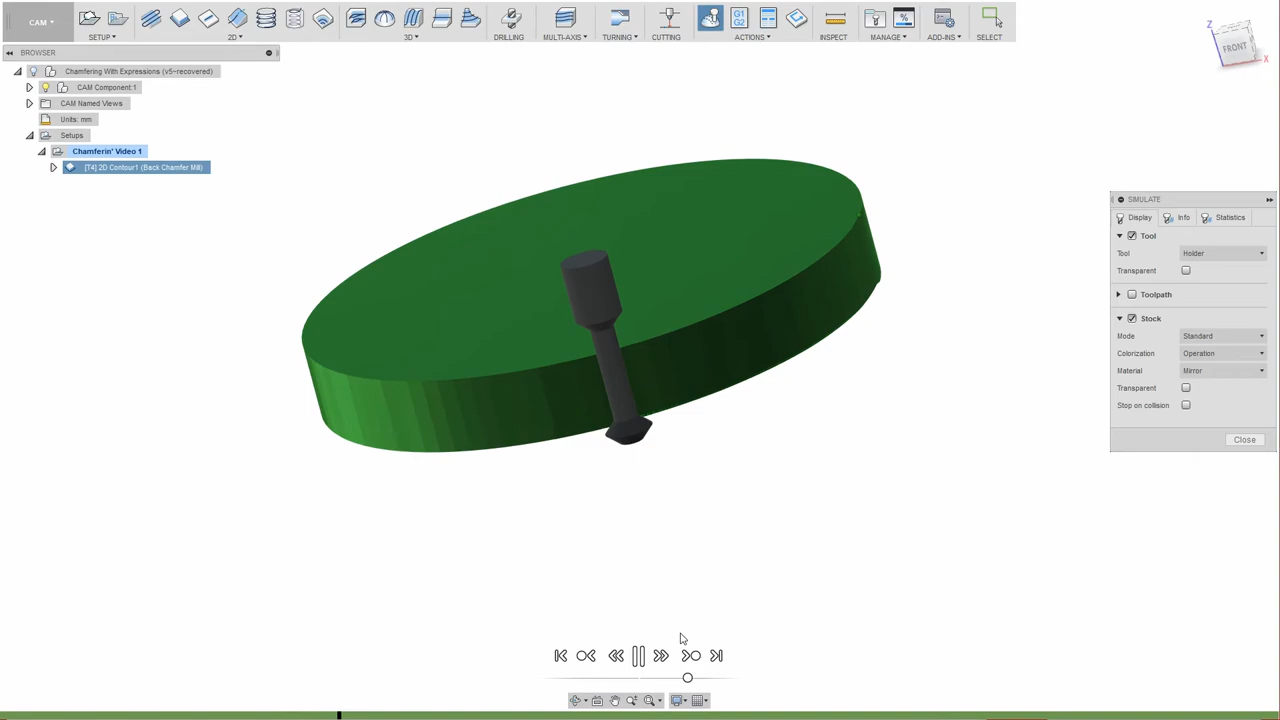 CAM
SETUP
2D
3D
DRILLING
MULTI-AXIS
TURNING
CUTTING
G1
G2
ACTIONS
INSPECT
%
MANAGE
ADD-INS
SELECT
Z
FRONT
X
BROWSER
Chamfering With Expressions (v5~recovered)
CAM Component:1
CAM Named Views
Units: mm
Setups
Chamferin' Video 1
[T4] 2D Contour1 (Back Chamfer Mill)
SIMULATE
Display Info Statistics
Tool
Tool Holder
Transparent
Toolpath
Stock
Mode Standard
Colorization Operation
Material Mirror
Transparent
Stop on collision
Close